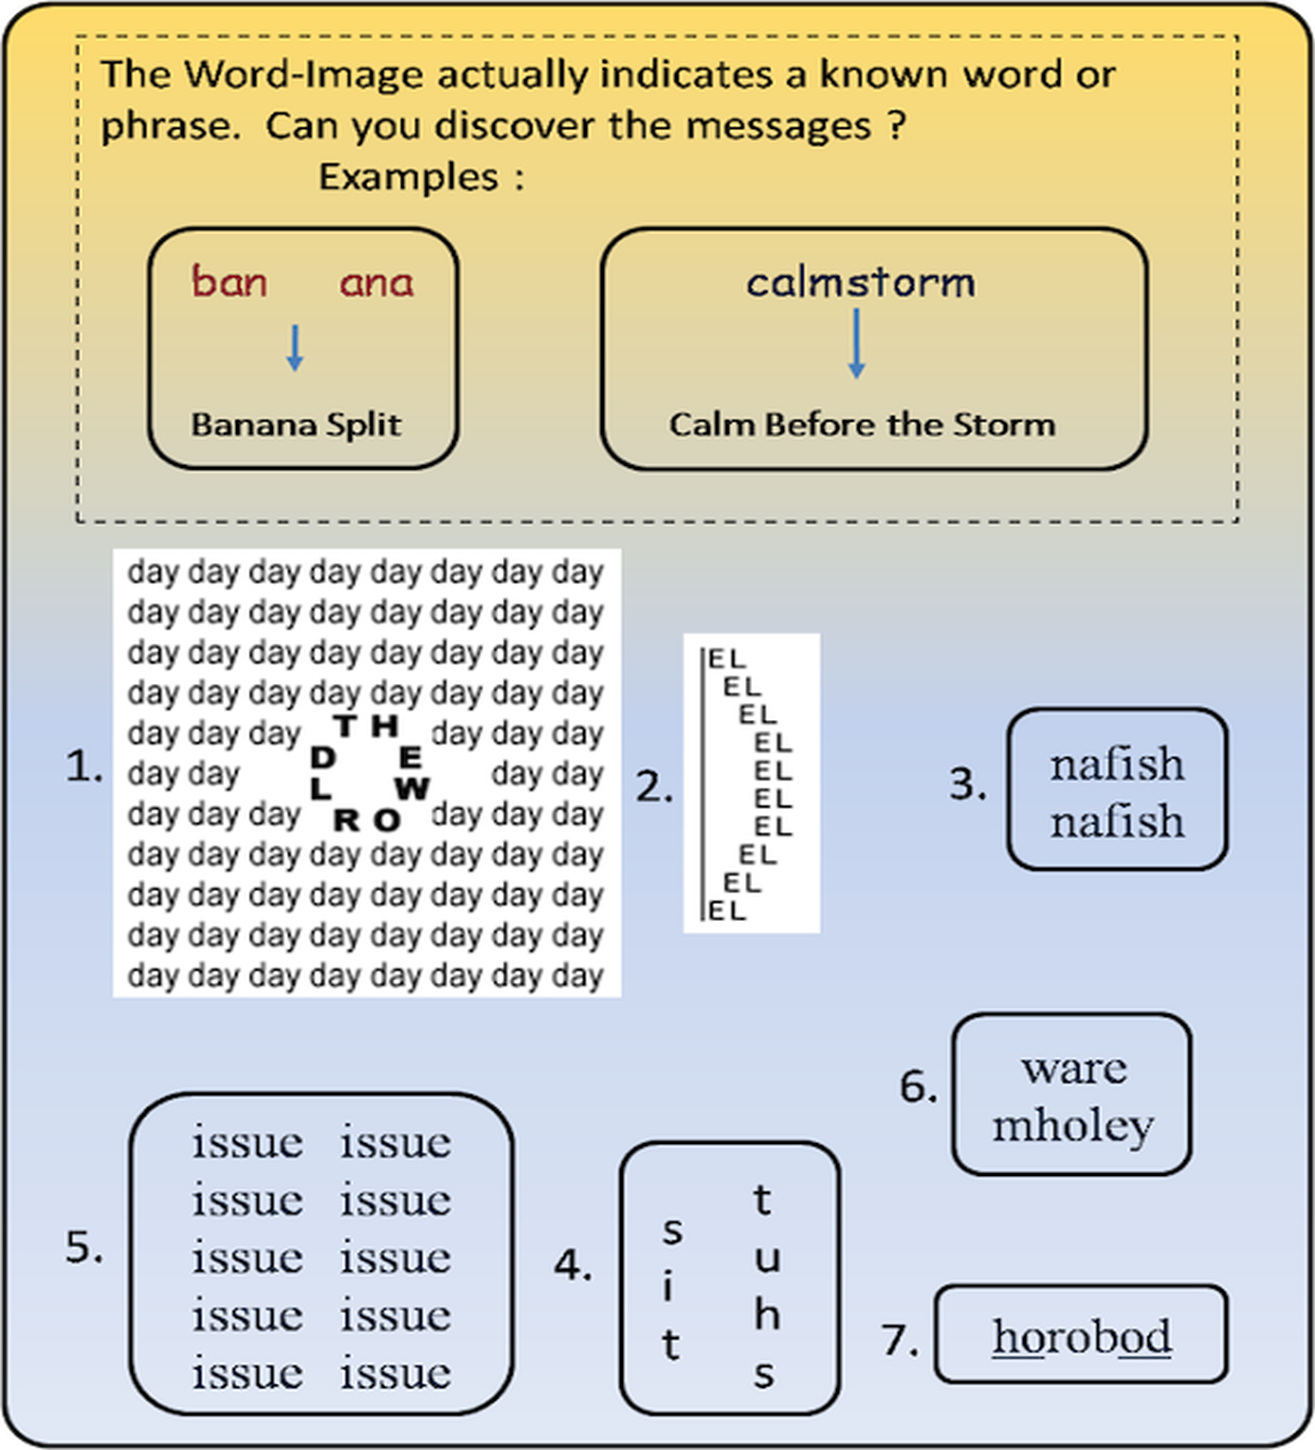 The Word-Image actually indicates a known word or
phrase. Can you discover the messages ?
Examples :
ban ana
Banana Split
calmstorm
Calm Before the Storm
1.
day day day day day day day day
day day day day day day day day
day day day day day day day day
day day day day day day day day
day day day T H day day day
day day D E day day
L W
day day day R O day day day
day day day day day day day day
day day day day day day day day
day day day day day day day day
day day day day day day day day
2.
|EL
EL
EL
EL
EL
EL
EL
EL
EL
|EL
3.
nafish
nafish
6.
ware
mholey
5.
issue issue
issue issue
issue issue
issue issue
issue issue
4.
s
i
t
t
u
h
s
7.
horobod